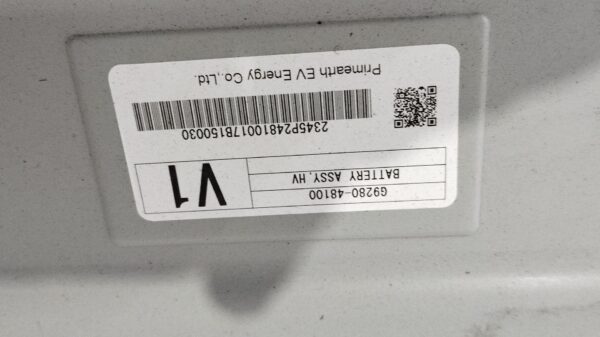 G9280-48100
BATTERY ASSY, HV
V1
2345P24810017B150030
Primearth EV Energy Co.,Ltd.